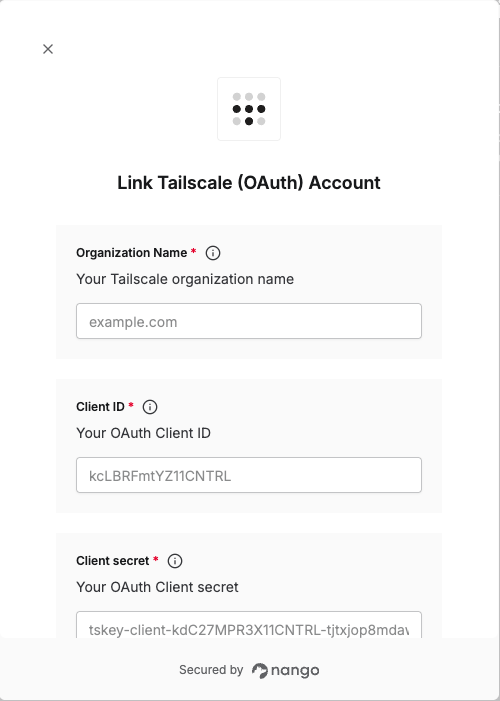 Link Tailscale (OAuth) Account
Organization Name *
Your Tailscale organization name
example.com
Client ID *
Your OAuth Client ID
kcLBRFmtYZ11CNTRL
Client secret *
Your OAuth Client secret
tskey-client-kdC27MPR3X11CNTRL-tjtxjop8mdav
Secured by nango